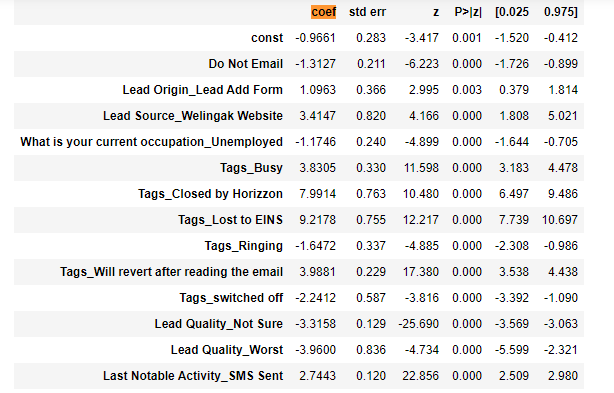 coef std err z P>|z| [0.025 0.975]
const -0.9661 0.283 -3.417 0.001 -1.520 -0.412
Do Not Email -1.3127 0.211 -6.223 0.000 -1.726 -0.899
Lead Origin_Lead Add Form 1.0963 0.366 2.995 0.003 0.379 1.814
Lead Source_Welingak Website 3.4147 0.820 4.166 0.000 1.808 5.021
What is your current occupation_Unemployed -1.1746 0.240 -4.899 0.000 -1.644 -0.705
Tags_Busy 3.8305 0.330 11.598 0.000 3.183 4.478
Tags_Closed by Horizzon 7.9914 0.763 10.480 0.000 6.497 9.486
Tags_Lost to EINS 9.2178 0.755 12.217 0.000 7.739 10.697
Tags_Ringing -1.6472 0.337 -4.885 0.000 -2.308 -0.986
Tags_Will revert after reading the email 3.9881 0.229 17.380 0.000 3.538 4.438
Tags_switched off -2.2412 0.587 -3.816 0.000 -3.392 -1.090
Lead Quality_Not Sure -3.3158 0.129 -25.690 0.000 -3.569 -3.063
Lead Quality_Worst -3.9600 0.836 -4.734 0.000 -5.599 -2.321
Last Notable Activity_SMS Sent 2.7443 0.120 22.856 0.000 2.509 2.980